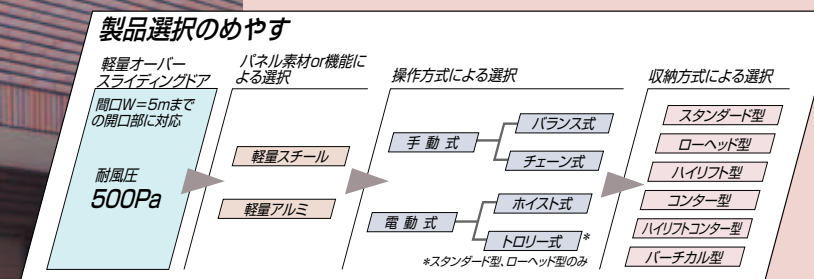 製品選択のめやす
軽量オーバー
スライディングドア
間口W=5mまで
の開口部に対応
耐風圧
500Pa
パネル素材or機能に
よる選択
軽量スチール
軽量アルミ
操作方式による選択
手動式
バランス式
チェーン式
電動式
ホイスト式
トロリー式*
*スタンダード型、ローヘッド型のみ
収納方式による選択
スタンダード型
ローヘッド型
ハイリフト型
コンター型
ハイリフトコンター型
バーチカル型